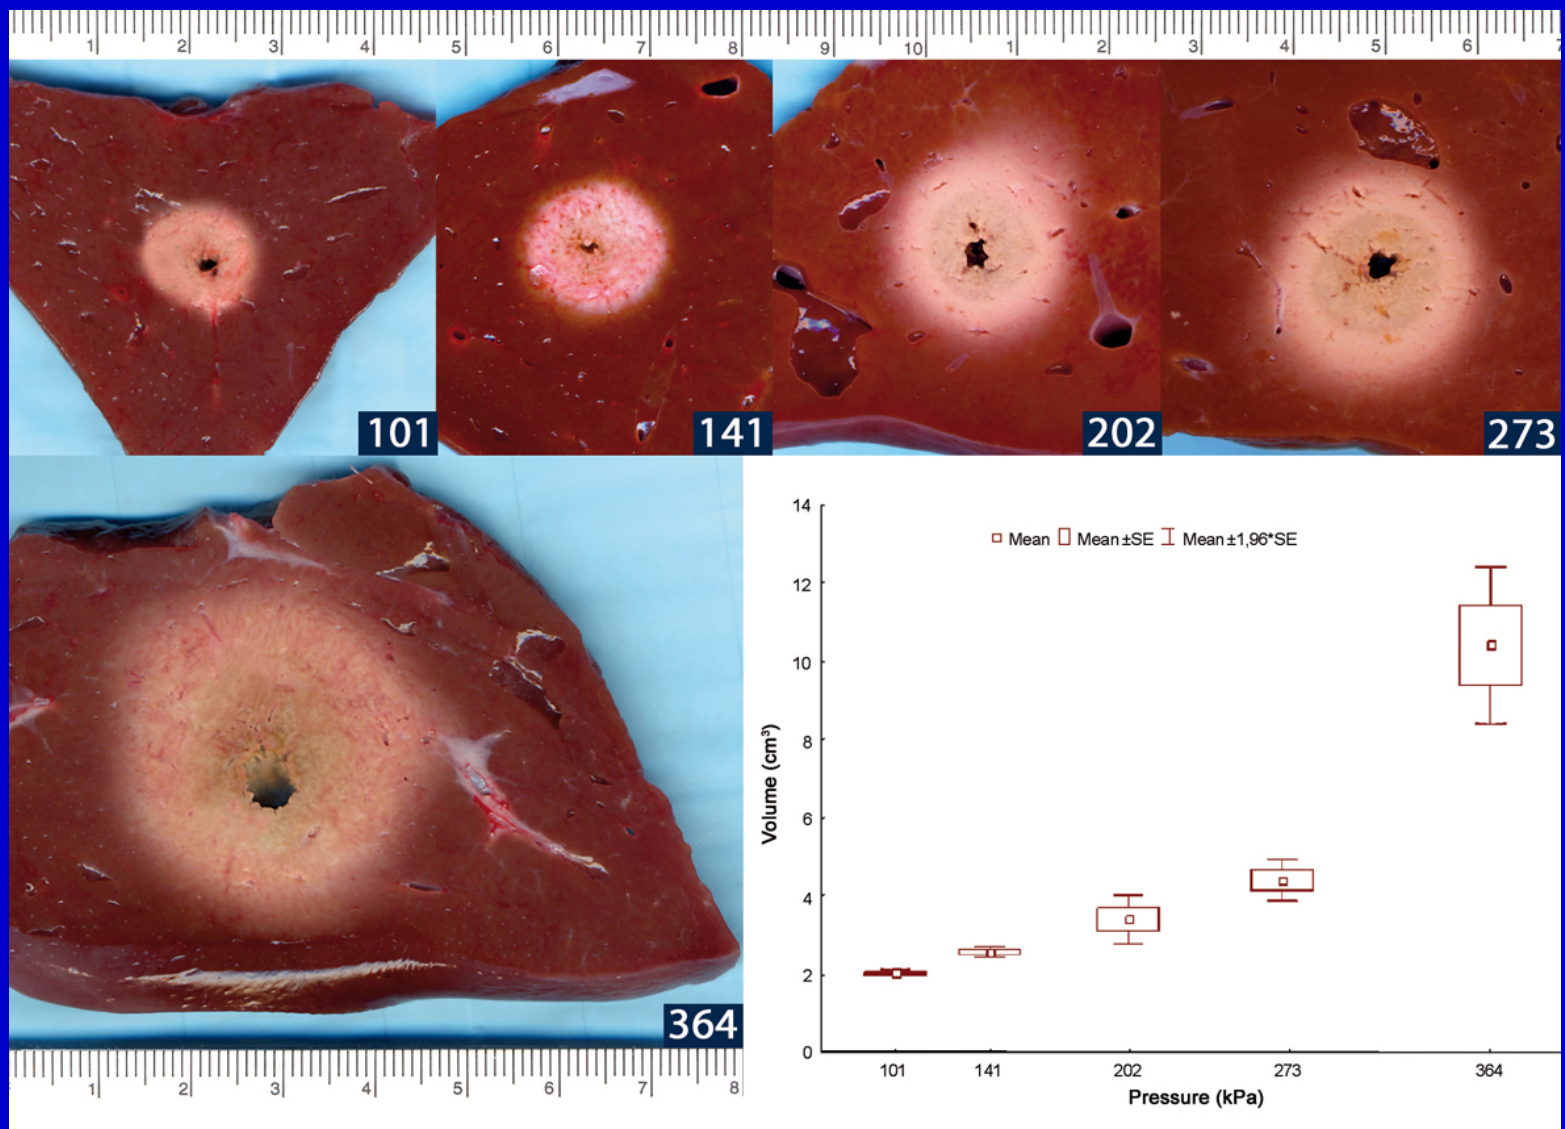 1 2 3 4 5 6 7 8 9 10 1 2 3 4 5 6 7
101
141
202
273
364
1 2 3 4 5 6 7 8
14
12
10
8
6
4
2
0
Mean Mean±SE Mean±1,96*SE
Volume (cm³)
101 141 202 273 364
Pressure (kPa)